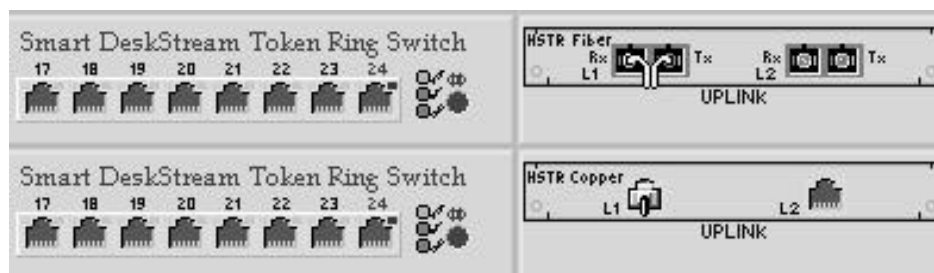 Smart DeskStream Token Ring Switch
17 18 19 20 21 22 23 24
HSTR Fiber
Rx Tx Rx Tx
L1 L2
UPLINK
Smart DeskStream Token Ring Switch
17 18 19 20 21 22 23 24
HSTR Copper
L1 L2
UPLINK